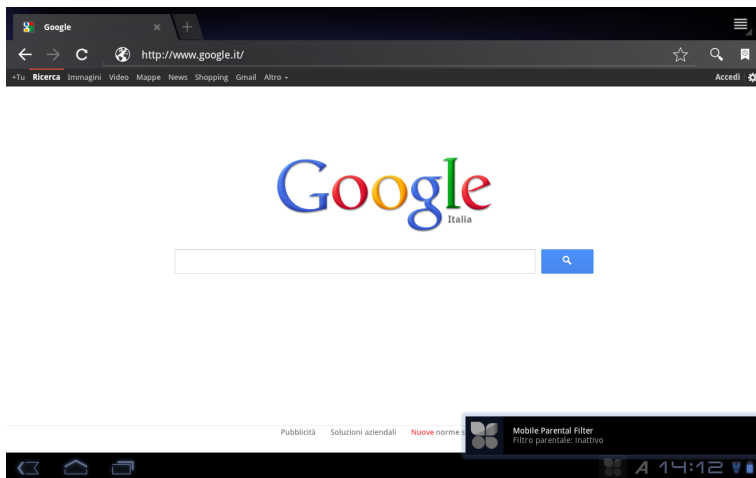 Google
http://www.google.it/
+Tu Ricerca Immagini Video Mappe News Shopping Gmail Altro Accedi
Google
Italia
Pubblicità Soluzioni aziendali Nuove norme s
Mobile Parental Filter
Filtro parentale: inattivo
A 14:12